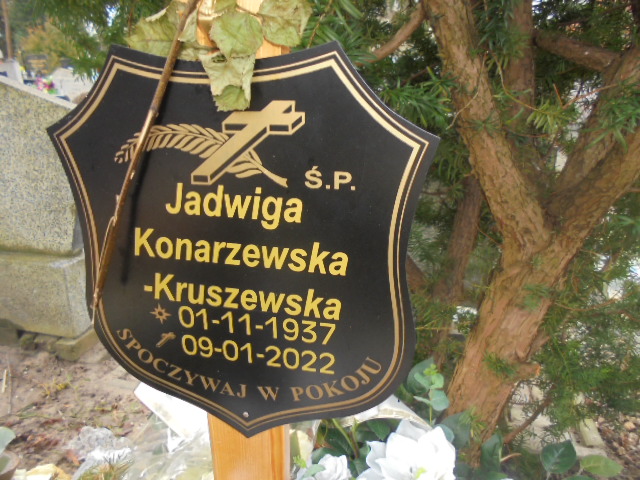 Ś.P.
Jadwiga
Konarzewska
-Kruszewska
01-11-1937
09-01-2022
SPOCZYWAJ W POKOJU